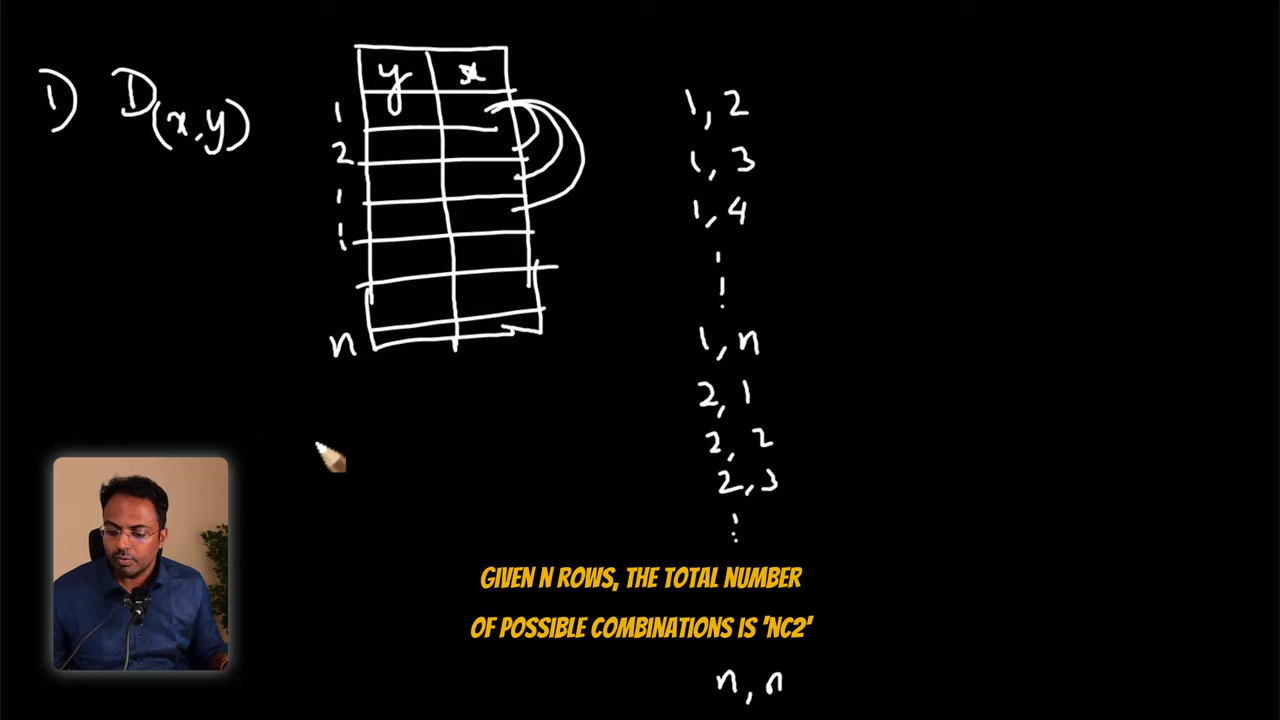 1) D(x,y)
y x
1
2
n
1, 2
1, 3
1, 4
1, n
2, 1
2, 2
2, 3
GIVEN N ROWS, THE TOTAL NUMBER
OF POSSIBLE COMBINATIONS IS 'NC2'
n, n